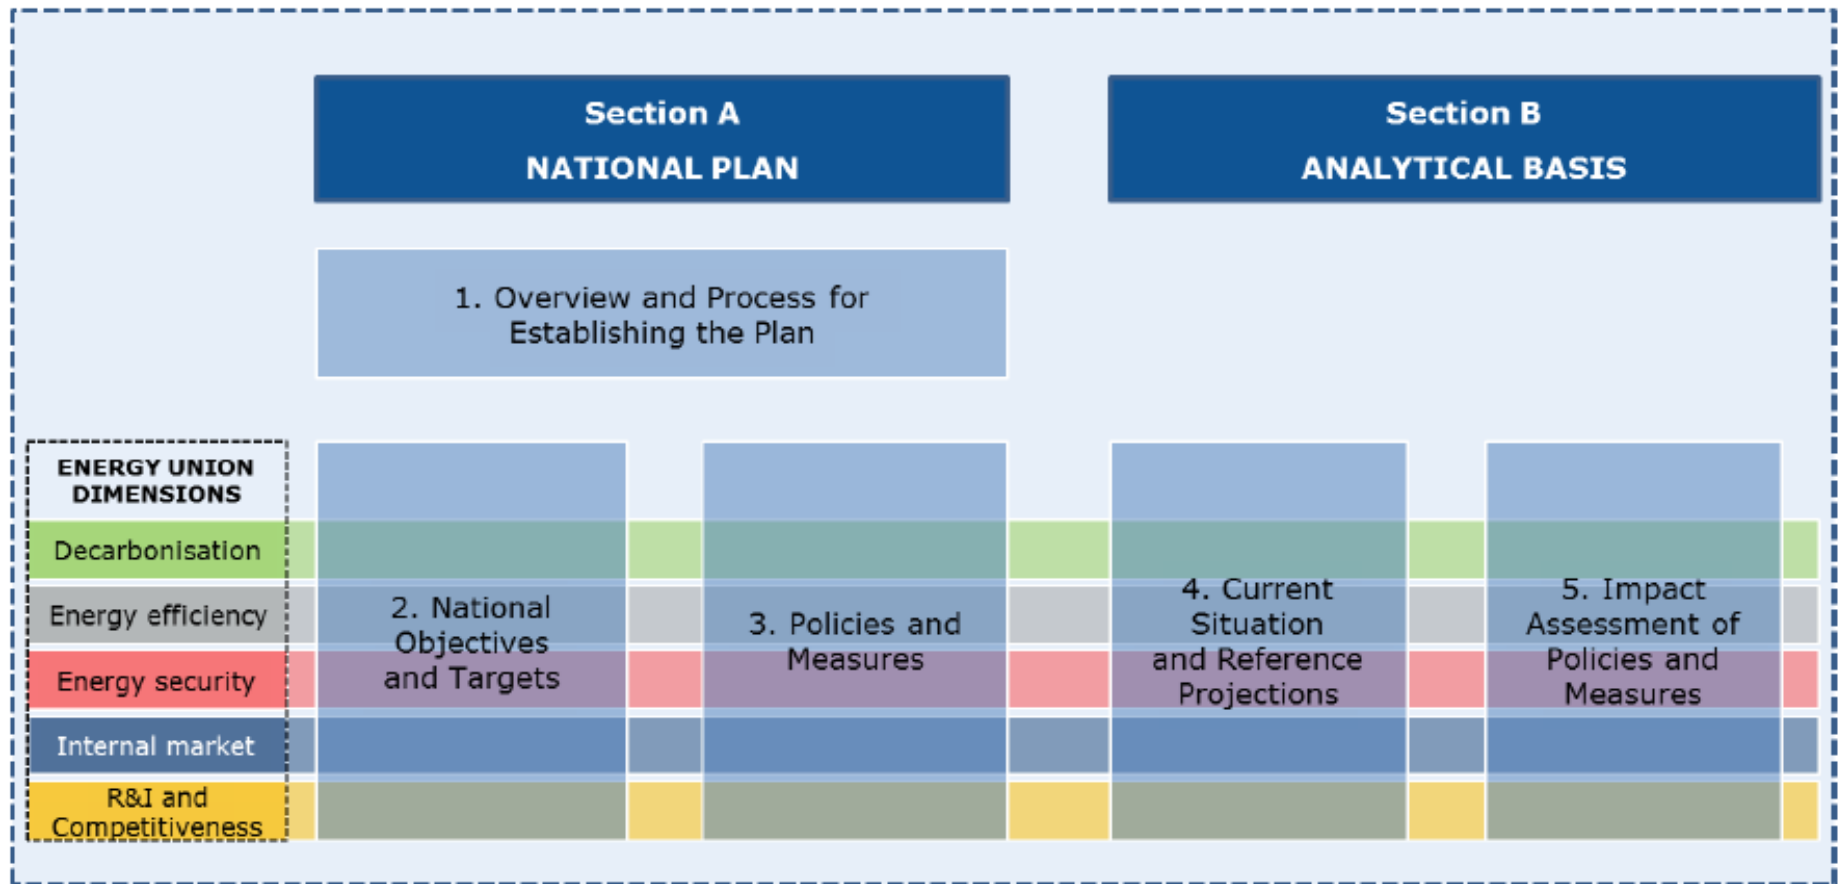 Section A
NATIONAL PLAN
Section B
ANALYTICAL BASIS
1. Overview and Process for
Establishing the Plan
ENERGY UNION
DIMENSIONS
Decarbonisation
Energy efficiency
Energy security
Internal market
R&I and
Competitiveness
2. National
Objectives
and Targets
3. Policies and
Measures
4. Current
Situation
and Reference
Projections
5. Impact
Assessment of
Policies and
Measures